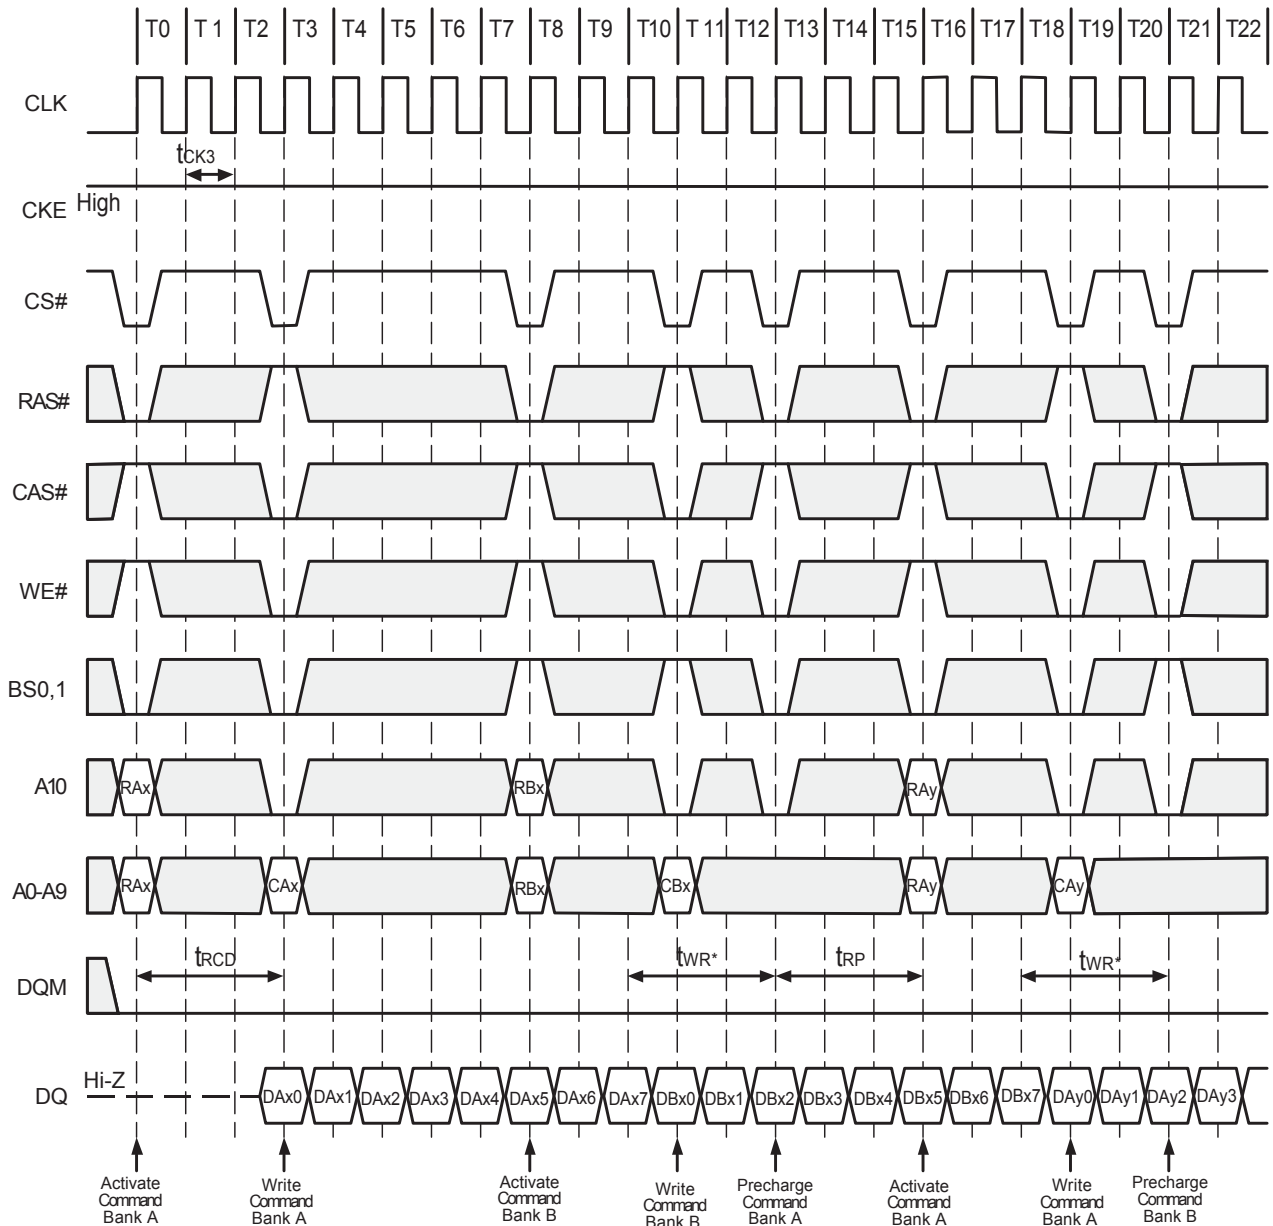 T0 T 1 T2 T3 T4 T5 T6 T7 T8 T9 T10 T 11 T12 T13 T14 T15 T16 T17 T18 T19 T20 T21 T22
CLK
tCK3
CKE High
CS#
RAS#
CAS#
WE#
BS0,1
A10 RAx RBx RAy
A0-A9 RAx CAx RBx CBx RAy CAy
DQM tRCD tWR* tRP tWR*
Hi-Z
DQ DAx0 DAx1 DAx2 DAx3 DAx4 DAx5 DAx6 DAx7 DBx0 DBx1 DBx2 DBx3 DBx4 DBx5 DBx6 DBx7 DAy0 DAy1 DAy2 DAy3
Activate
Command
Bank A
Write
Command
Bank A
Activate
Command
Bank B
Write
Command
Bank B
Precharge
Command
Bank A
Activate
Command
Bank A
Write
Command
Bank A
Precharge
Command
Bank B